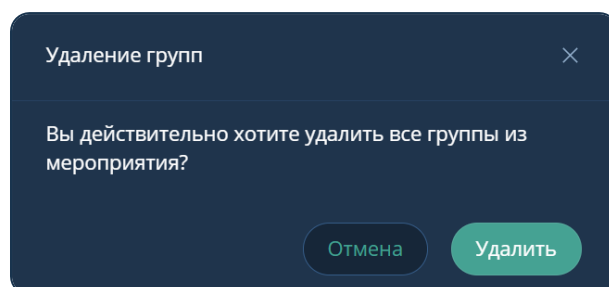 Удаление групп
Вы действительно хотите удалить все группы из
мероприятия?
Отмена
Удалить